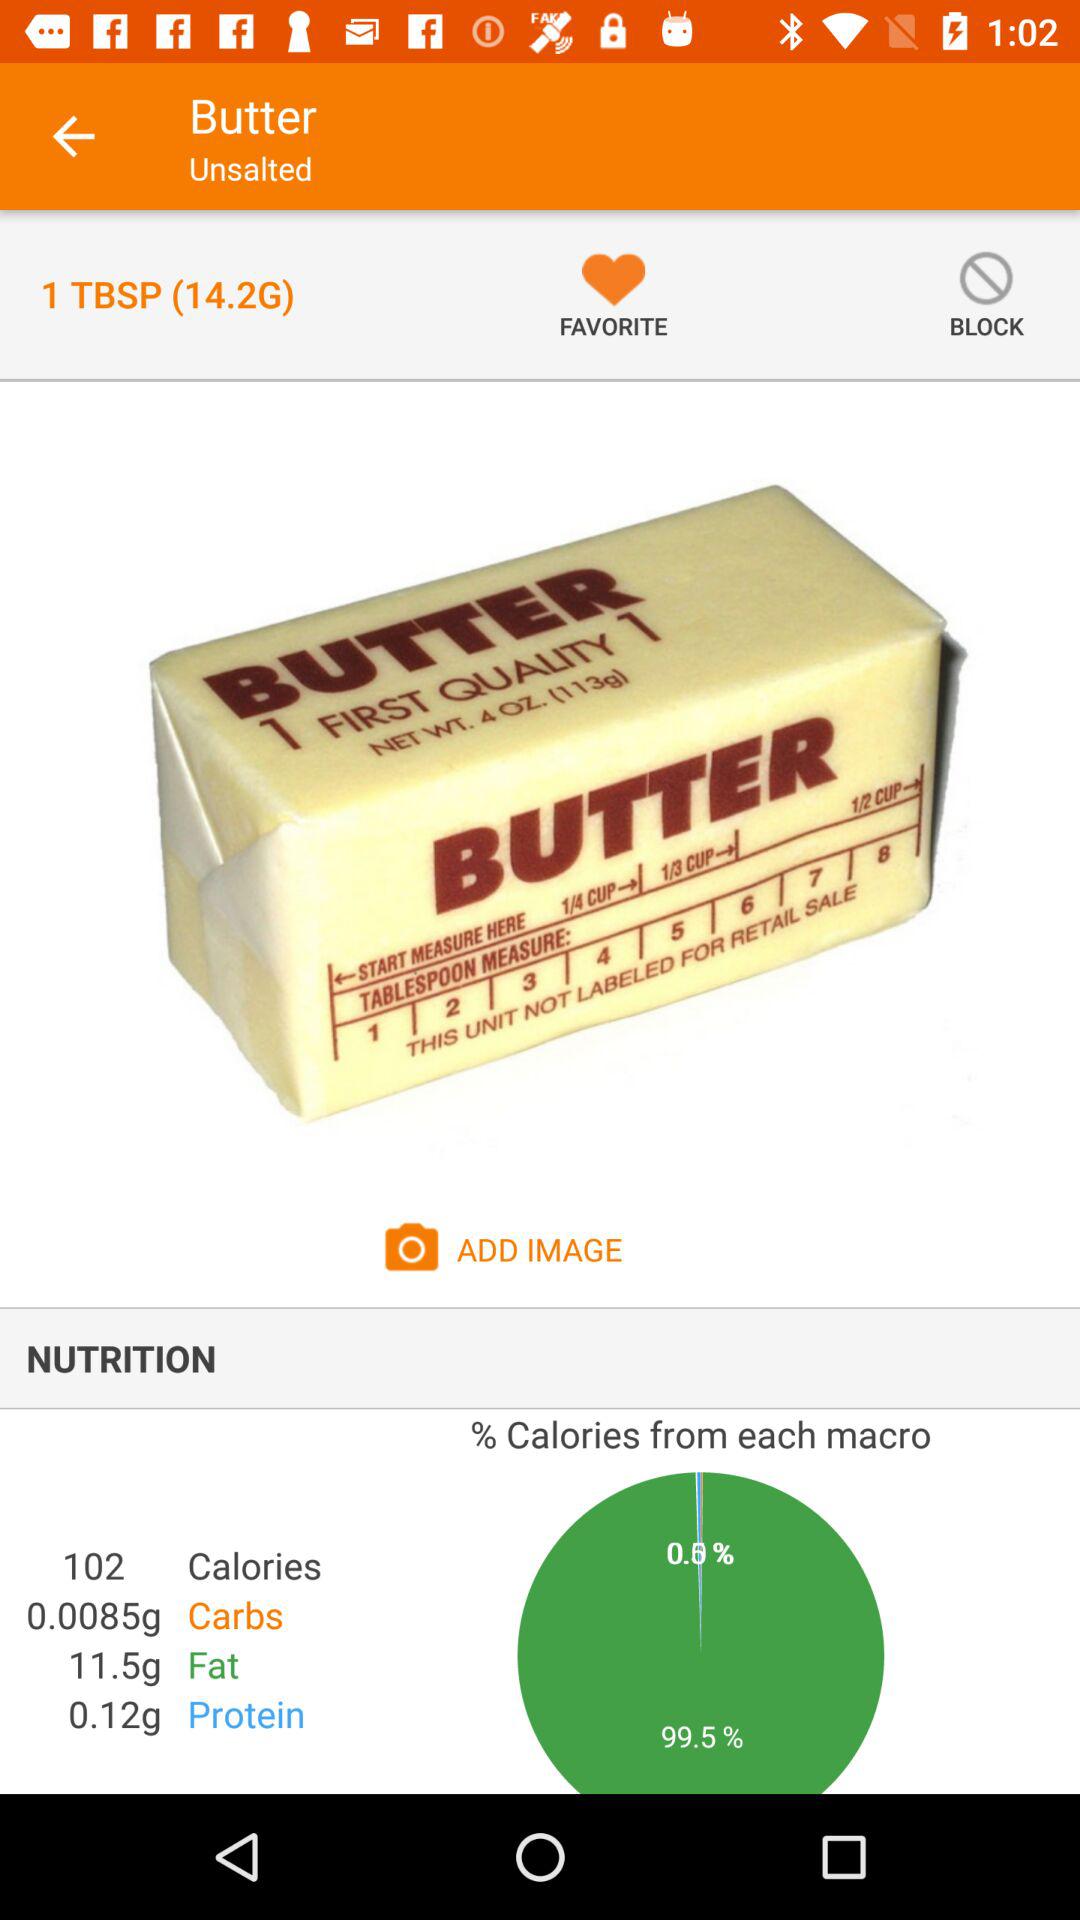 FAKE
1:02
Butter
Unsalted
1 TBSP (14.2G)
FAVORITE
BLOCK
BUTTER
1 FIRST QUALITY 1
NET WT. 4 OZ. (113g)
BUTTER
←START MEASURE HERE 1/4 CUP→ 1/3 CUP→ 1/2 CUP→
TABLESPOON MEASURE:
1 2 3 4 5 6 7 8
THIS UNIT NOT LABELED FOR RETAIL SALE
ADD IMAGE
NUTRITION
% Calories from each macro
102 Calories
0.0085g Carbs
11.5g Fat
0.12g Protein
99.5 %